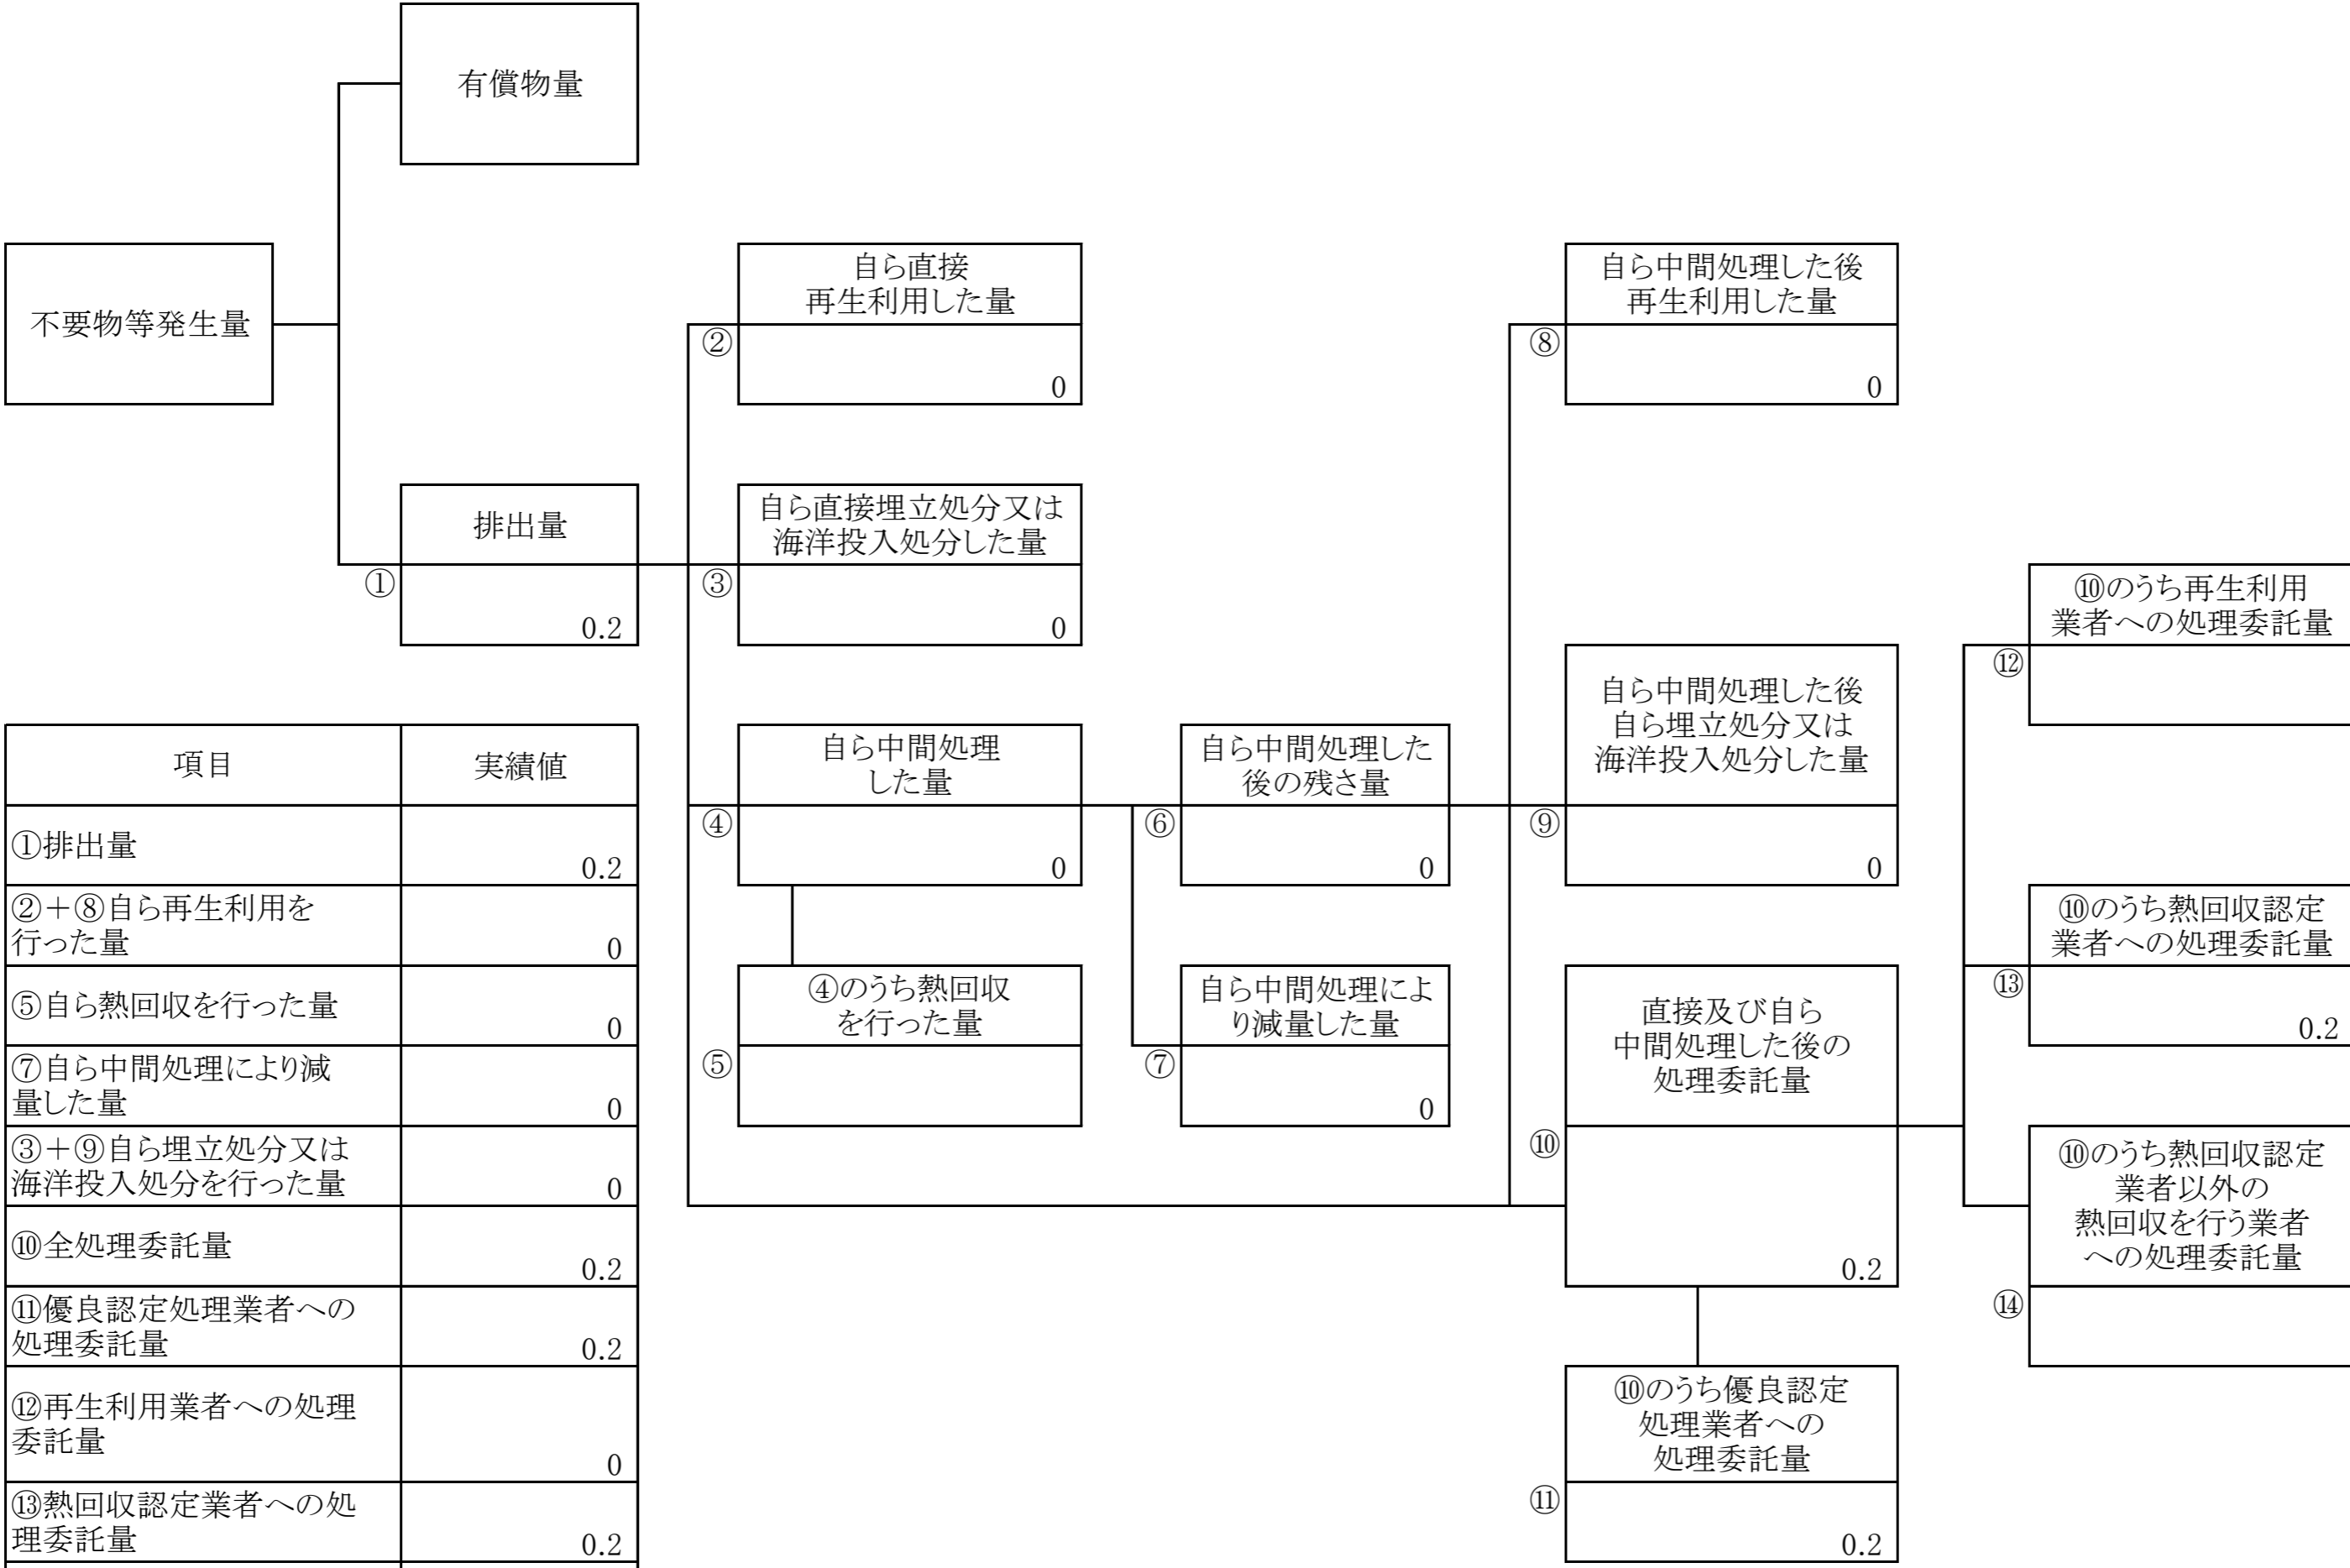 有償物量
不要物等発生量
自ら直接
再生利用した量
②
0
自ら中間処理した後
再生利用した量
⑧
0
排出量
①
0.2
自ら直接埋立処分又は
海洋投入処分した量
③
0
⑩のうち再生利用
業者への処理委託量
⑫
自ら中間処理
した量
④
0
自ら中間処理した
後の残さ量
⑥
0
自ら中間処理した後
自ら埋立処分又は
海洋投入処分した量
⑨
0
⑩のうち熱回収認定
業者への処理委託量
⑬
0.2
④のうち熱回収
を行った量
⑤
自ら中間処理によ
り減量した量
⑦
0
直接及び自ら
中間処理した後の
処理委託量
⑩
0.2
⑩のうち熱回収認定
業者以外の
熱回収を行う業者
への処理委託量
⑭
⑩のうち優良認定
処理業者への
処理委託量
⑪
0.2
項目
実績値
①排出量
0.2
②＋⑧自ら再生利用を
行った量
0
⑤自ら熱回収を行った量
0
⑦自ら中間処理により減
量した量
0
③＋⑨自ら埋立処分又は
海洋投入処分を行った量
0
⑩全処理委託量
0.2
⑪優良認定処理業者への
処理委託量
0.2
⑫再生利用業者への処理
委託量
0
⑬熱回収認定業者への処
理委託量
0.2